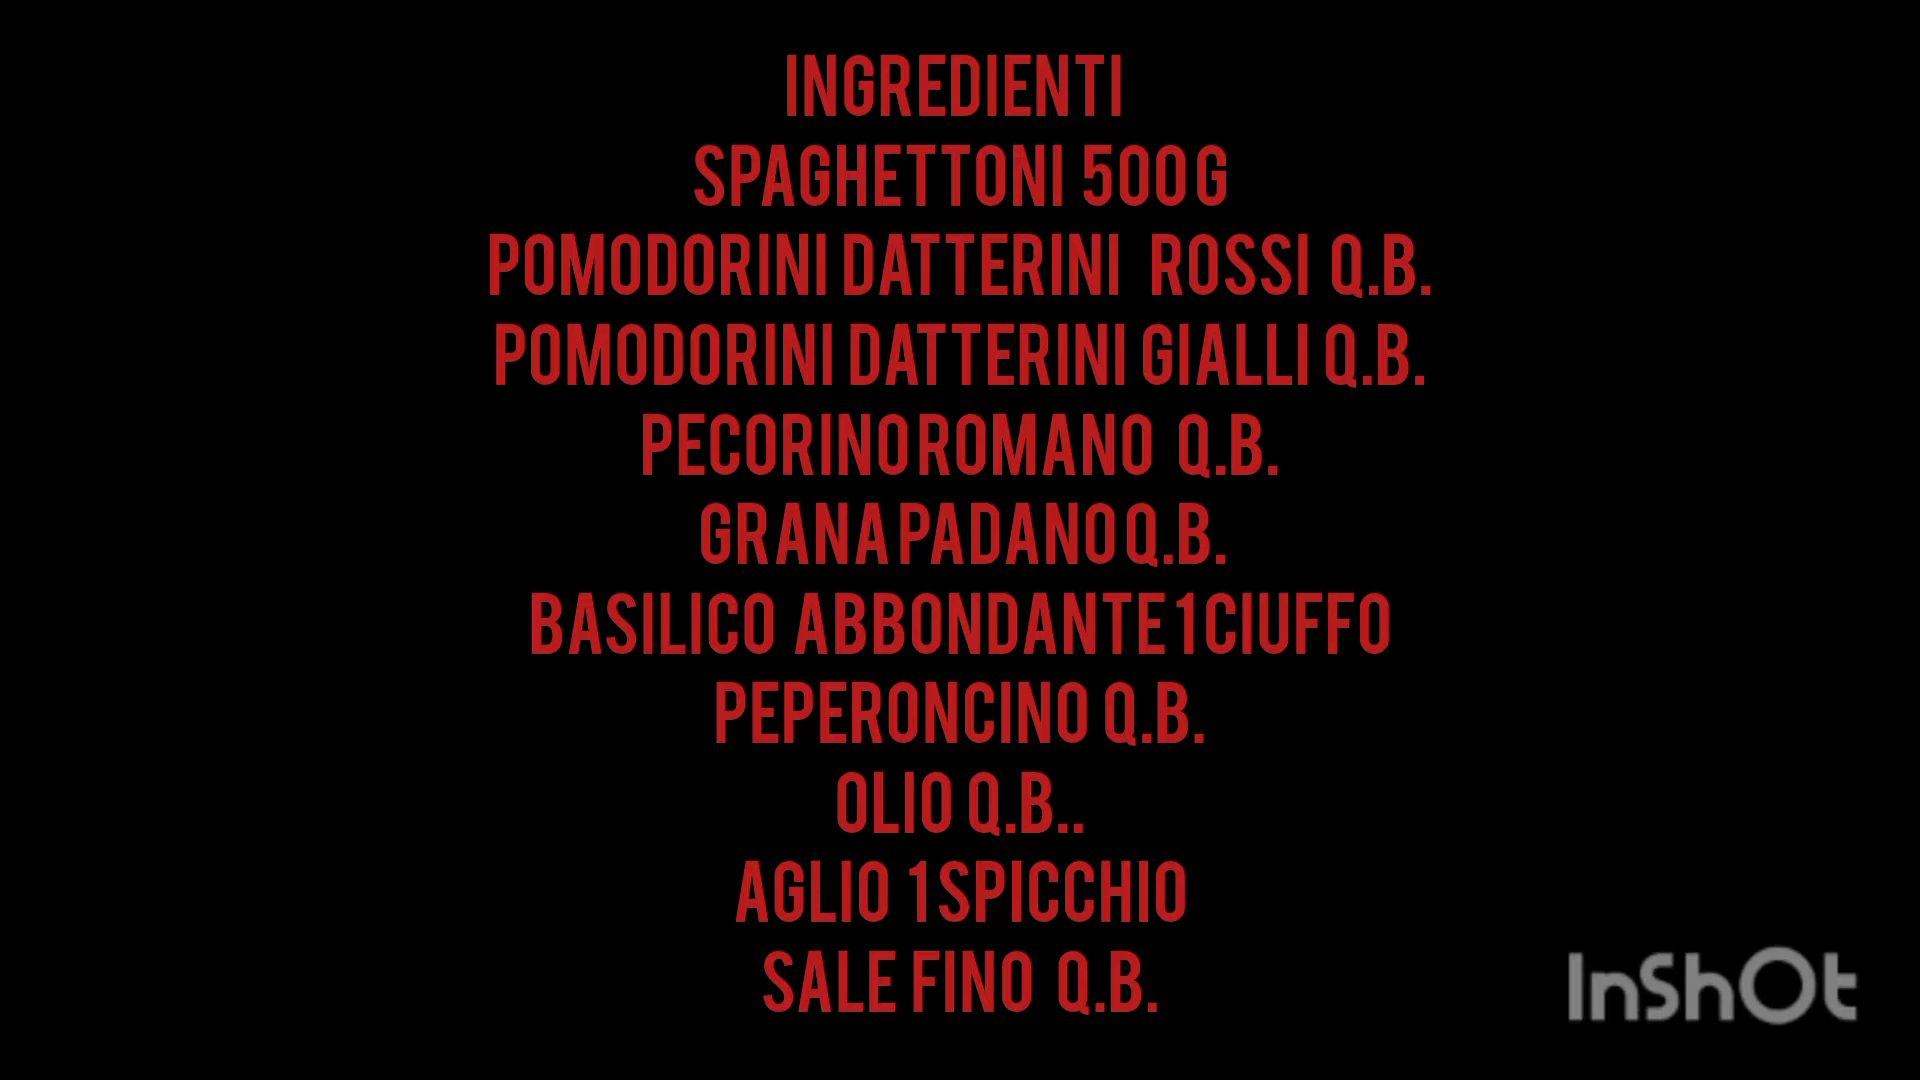 INGREDIENTI
SPAGHETTONI 500 G
POMODORINI DATTERINI ROSSI Q.B.
POMODORINI DATTERINI GIALLI Q.B.
PECORINO ROMANO Q.B.
GRANA PADANO Q.B.
BASILICO ABBONDANTE 1 CIUFFO
PEPERONCINO Q.B.
OLIO Q.B..
AGLIO 1 SPICCHIO
SALE FINO Q.B.
InShOt